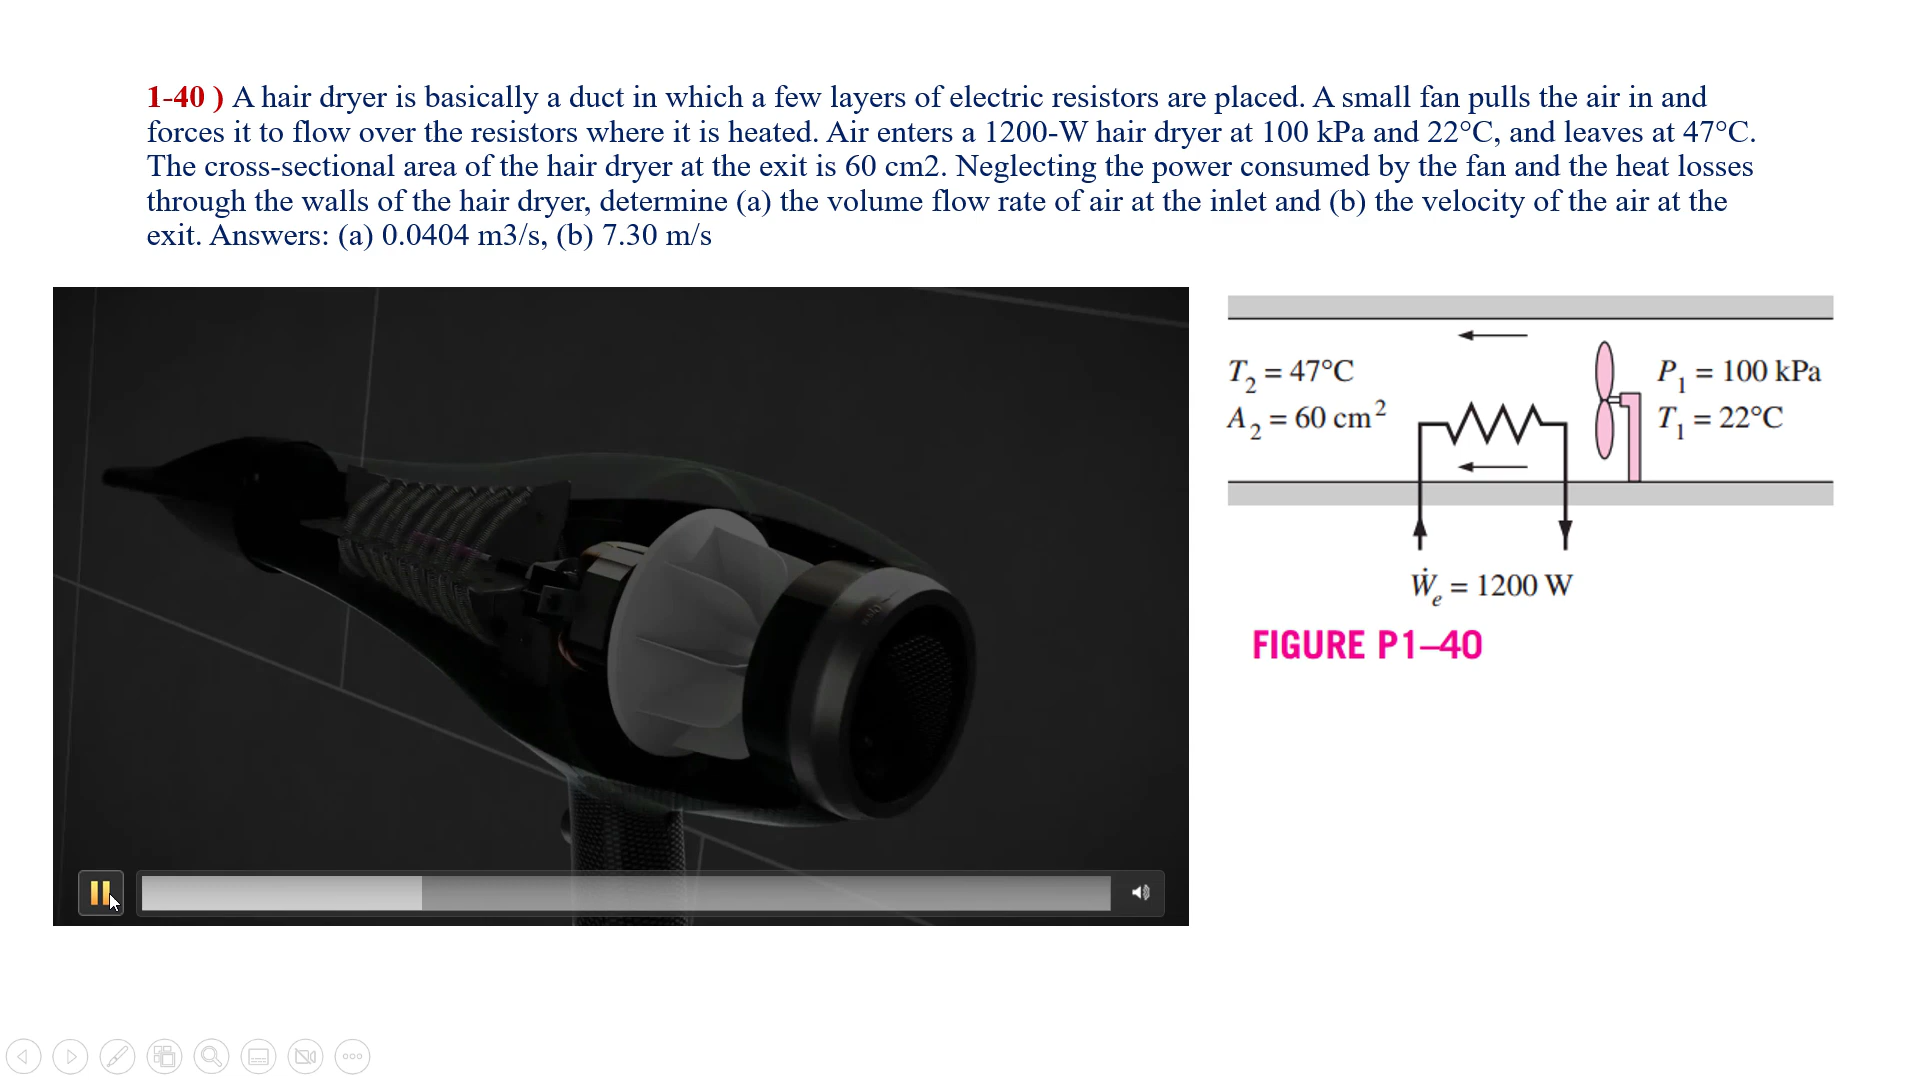 1-40 ) A hair dryer is basically a duct in which a few layers of electric resistors are placed. A small fan pulls the air in and
forces it to flow over the resistors where it is heated. Air enters a 1200-W hair dryer at 100 kPa and 22°C, and leaves at 47°C.
The cross-sectional area of the hair dryer at the exit is 60 cm2. Neglecting the power consumed by the fan and the heat losses
through the walls of the hair dryer, determine (a) the volume flow rate of air at the inlet and (b) the velocity of the air at the
exit. Answers: (a) 0.0404 m3/s, (b) 7.30 m/s
T₂ = 47°C
A₂ = 60 cm²
P₁ = 100 kPa
T₁ = 22°C
Ẇₑ = 1200 W
FIGURE P1–40